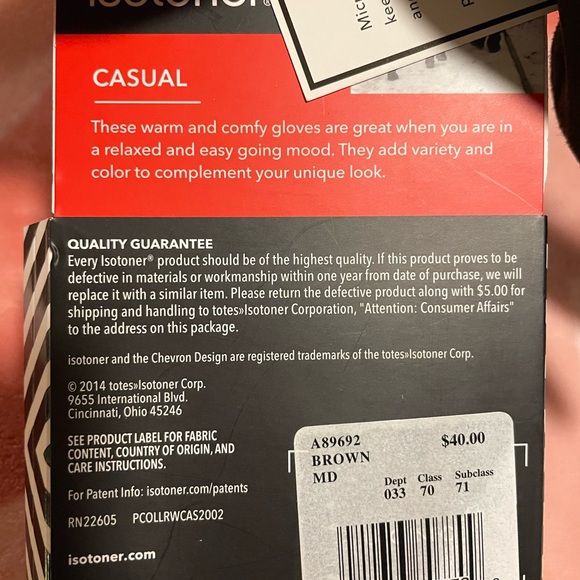 isotoner®
Micr
kee
an
CASUAL
These warm and comfy gloves are great when you are in
a relaxed and easy going mood. They add variety and
color to complement your unique look.
QUALITY GUARANTEE
Every Isotoner® product should be of the highest quality. If this product proves to be
defective in materials or workmanship within one year from date of purchase, we will
replace it with a similar item. Please return the defective product along with $5.00 for
shipping and handling to totes»Isotoner Corporation, "Attention: Consumer Affairs"
to the address on this package.
isotoner and the Chevron Design are registered trademarks of the totes»Isotoner Corp.
© 2014 totes»Isotoner Corp.
9655 International Blvd.
Cincinnati, Ohio 45246
SEE PRODUCT LABEL FOR FABRIC
CONTENT, COUNTRY OF ORIGIN, AND
CARE INSTRUCTIONS.
For Patent Info: isotoner.com/patents
RN22605 PCOLLRWCAS2002
isotoner.com
A89692 $40.00
BROWN
MD
Dept Class Subclass
033 70 71